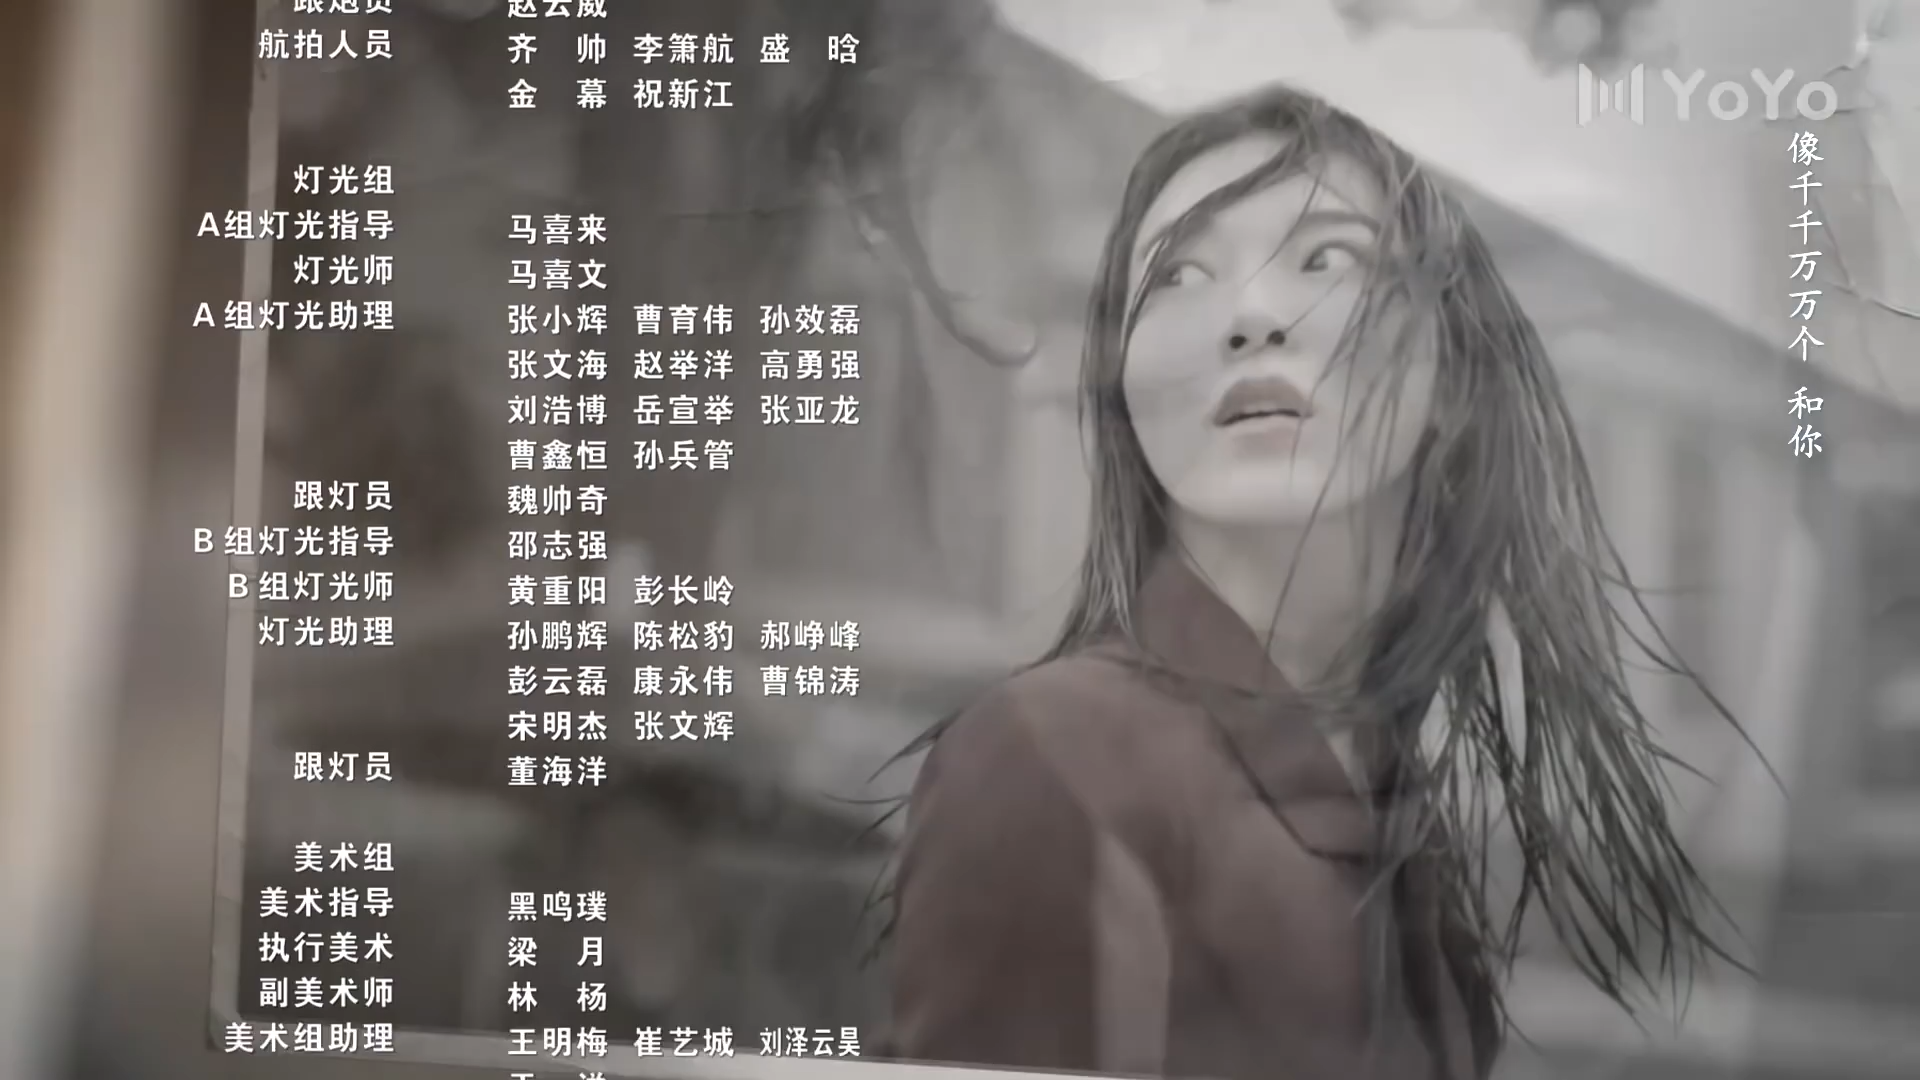 跟焦员 赵云威
航拍人员 齐 帅 李箫航 盛 晗
金 幕 祝新江
灯光组
A组灯光指导 马喜来
灯光师 马喜文
A组灯光助理 张小辉 曹育伟 孙效磊
张文海 赵举洋 高勇强
刘浩博 岳宣举 张亚龙
曹鑫恒 孙兵管
跟灯员 魏帅奇
B组灯光指导 邵志强
B组灯光师 黄重阳 彭长岭
灯光助理 孙鹏辉 陈松豹 郝峥峰
彭云磊 康永伟 曹锦涛
宋明杰 张文辉
跟灯员 董海洋
美术组
美术指导 黑鸣璞
执行美术 梁 月
副美术师 林 杨
美术组助理 王明梅 崔艺城 刘泽云昊
YoYo
像千千万万个 和你